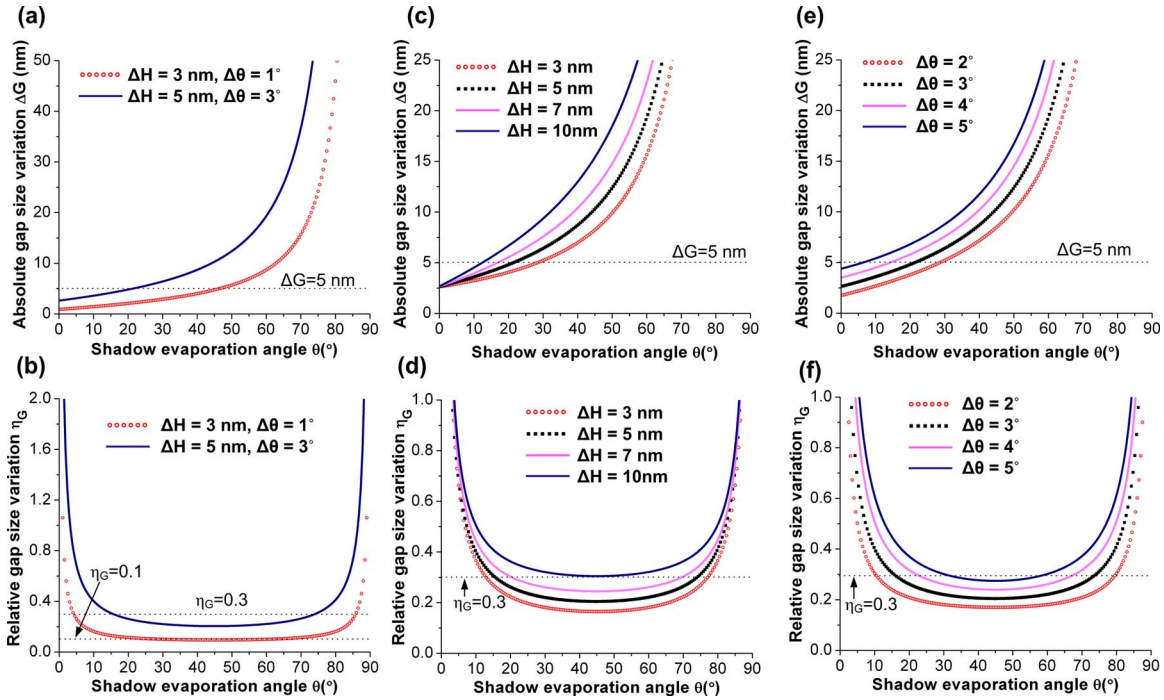 (a)
Absolute gap size variation ΔG (nm)
50
40
30
20
10
0
ΔH = 3 nm, Δθ = 1°
ΔH = 5 nm, Δθ = 3°
ΔG=5 nm
0 10 20 30 40 50 60 70 80 90
Shadow evaporation angle θ(°)
(c)
Absolute gap size variation ΔG (nm)
25
20
15
10
5
0
ΔH = 3 nm
ΔH = 5 nm
ΔH = 7 nm
ΔH = 10nm
ΔG=5 nm
0 10 20 30 40 50 60 70 80 90
Shadow evaporation angle θ(°)
(e)
Absolute gap size variation ΔG (nm)
25
20
15
10
5
0
Δθ = 2°
Δθ = 3°
Δθ = 4°
Δθ = 5°
ΔG=5 nm
0 10 20 30 40 50 60 70 80 90
Shadow evaporation angle θ(°)
(b)
Relative gap size variation ηG
2.0
1.6
1.2
0.8
0.4
0.0
ΔH = 3 nm, Δθ = 1°
ΔH = 5 nm, Δθ = 3°
ηG=0.1
ηG=0.3
0 10 20 30 40 50 60 70 80 90
Shadow evaporation angle θ(°)
(d)
Relative gap size variation ηG
1.0
0.8
0.6
0.4
0.2
0.0
ΔH = 3 nm
ΔH = 5 nm
ΔH = 7 nm
ΔH = 10nm
ηG=0.3
0 10 20 30 40 50 60 70 80 90
Shadow evaporation angle θ(°)
(f)
Relative gap size variation ηG
1.0
0.8
0.6
0.4
0.2
0.0
Δθ = 2°
Δθ = 3°
Δθ = 4°
Δθ = 5°
ηG=0.3
0 10 20 30 40 50 60 70 80 90
Shadow evaporation angle θ(°)